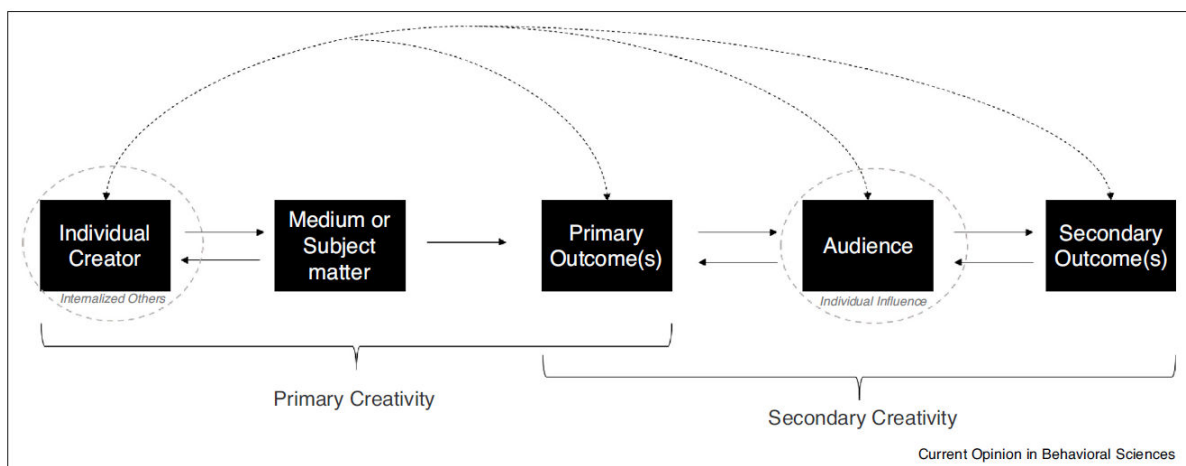 Individual
Creator
Internalized Others
Medium or
Subject
matter
Primary
Outcome(s)
Audience
Individual Influence
Secondary
Outcome(s)
Primary Creativity
Secondary Creativity
Current Opinion in Behavioral Sciences